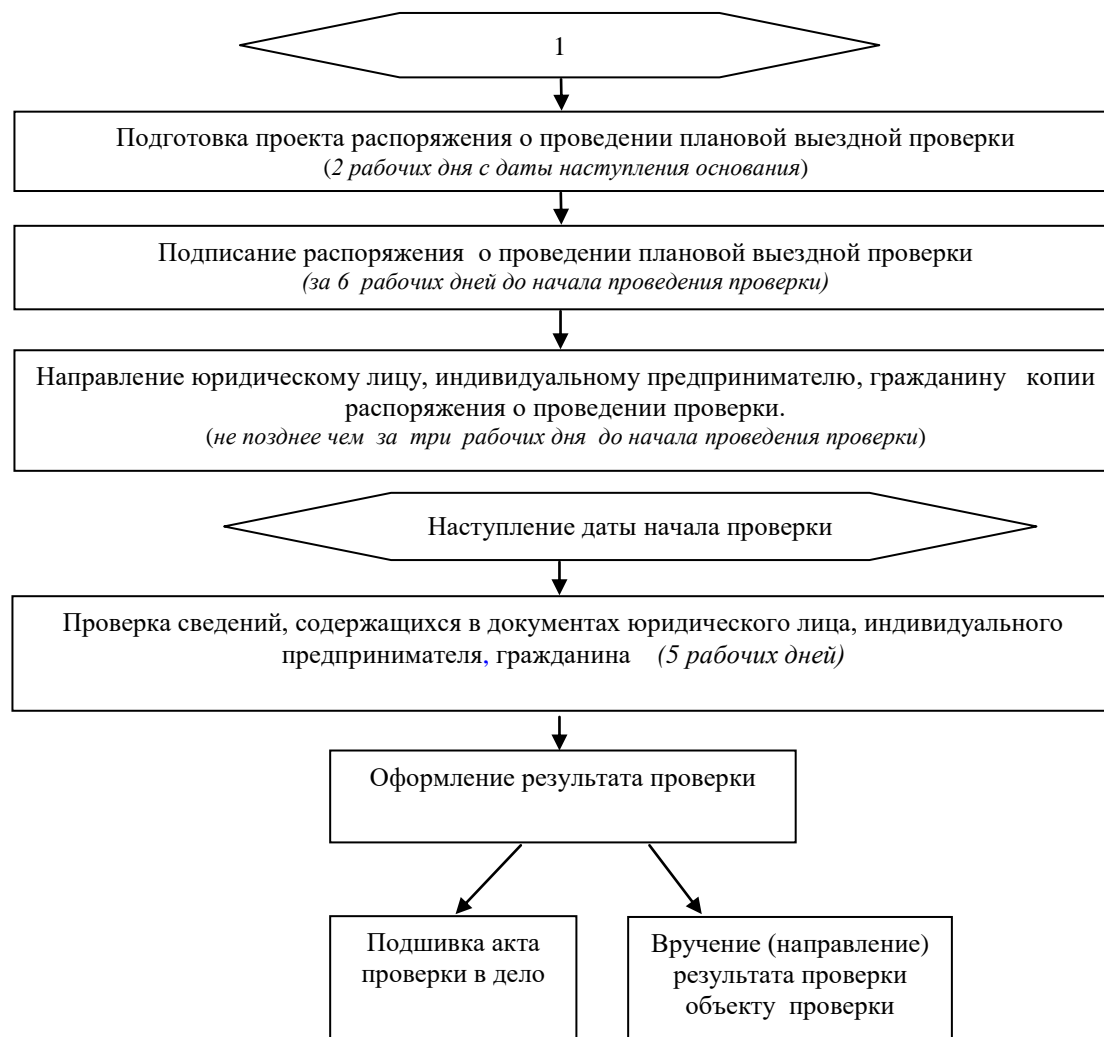 1
Подготовка проекта распоряжения о проведении плановой выездной проверки
(2 рабочих дня с даты наступления основания)
Подписание распоряжения о проведении плановой выездной проверки
(за 6 рабочих дней до начала проведения проверки)
Направление юридическому лицу, индивидуальному предпринимателю, гражданину копии
распоряжения о проведении проверки.
(не позднее чем за три рабочих дня до начала проведения проверки)
Наступление даты начала проверки
Проверка сведений, содержащихся в документах юридического лица, индивидуального
предпринимателя, гражданина (5 рабочих дней)
Оформление результата проверки
Подшивка акта
проверки в дело
Вручение (направление)
результата проверки
объекту проверки